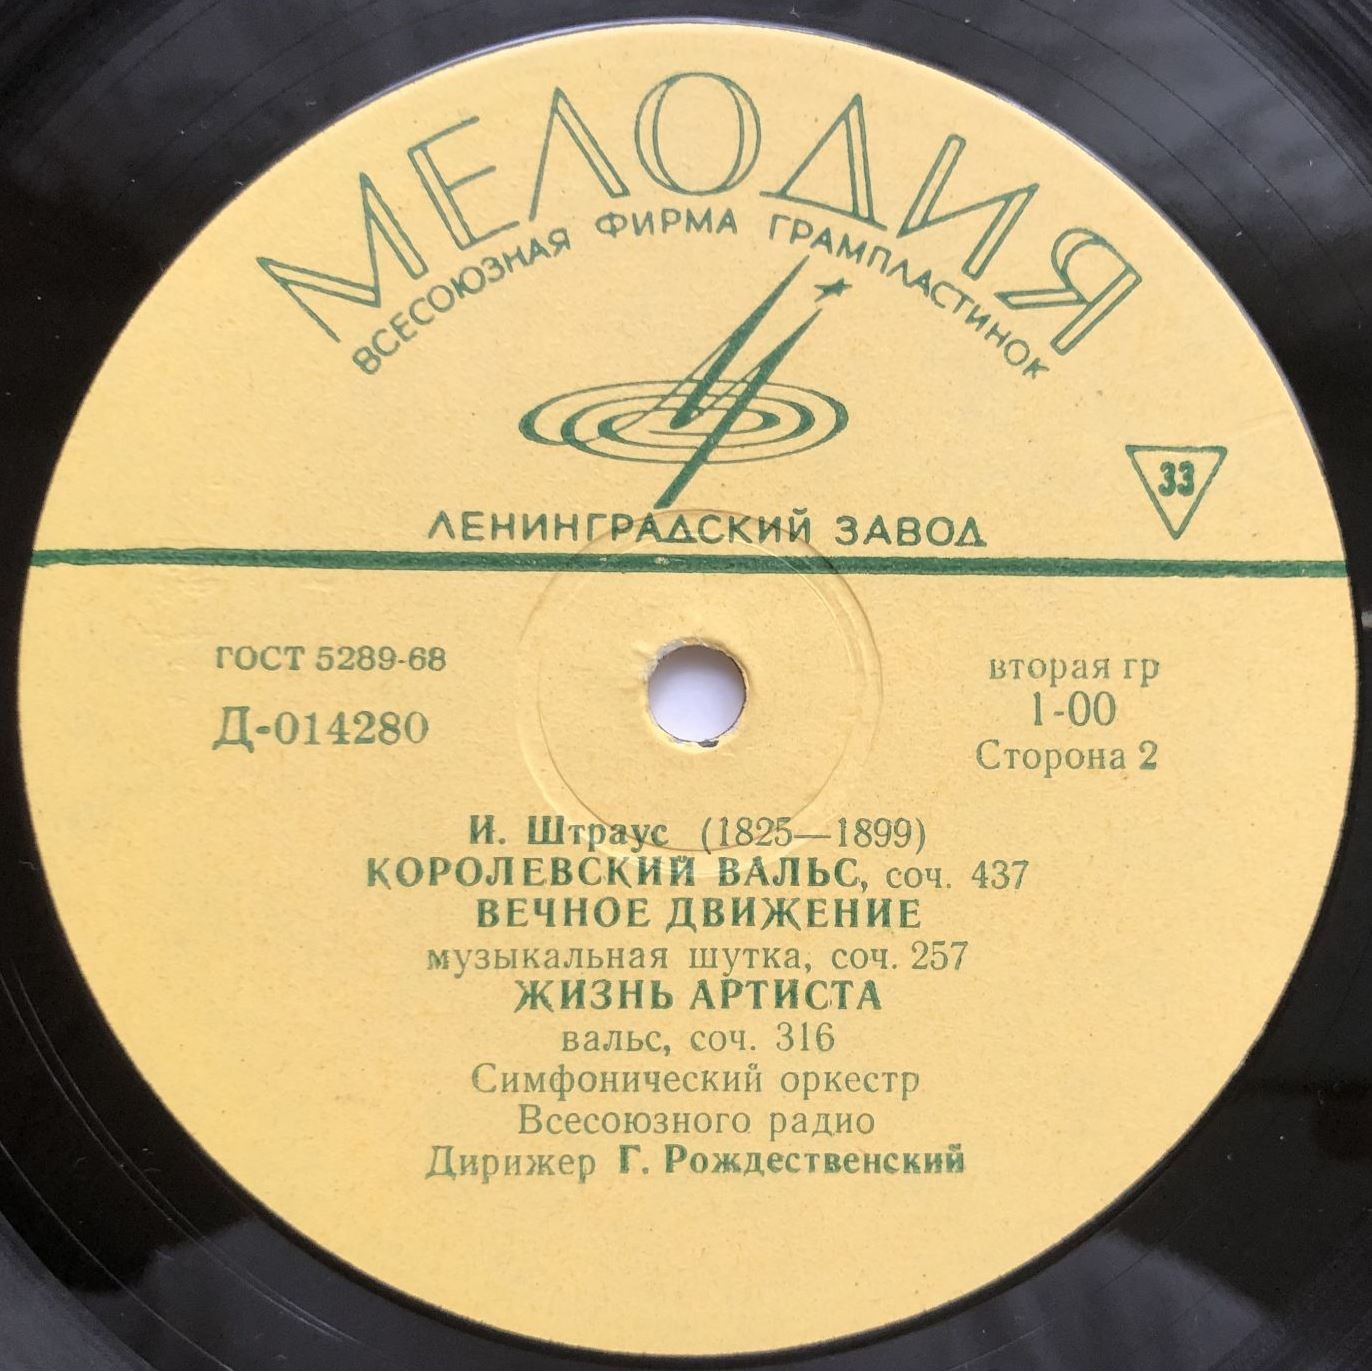 МЕЛОДИЯ
ВСЕСОЮЗНАЯ ФИРМА ГРАМПЛАСТИНОК
33
ЛЕНИНГРАДСКИЙ ЗАВОД
ГОСТ 5289-68
Д-014280
вторая гр
1-00
Сторона 2
И. Штраус (1825—1899)
КОРОЛЕВСКИЙ ВАЛЬС, соч. 437
ВЕЧНОЕ ДВИЖЕНИЕ
музыкальная шутка, соч. 257
ЖИЗНЬ АРТИСТА
вальс, соч. 316
Симфонический оркестр
Всесоюзного радио
Дирижер Г. Рождественский